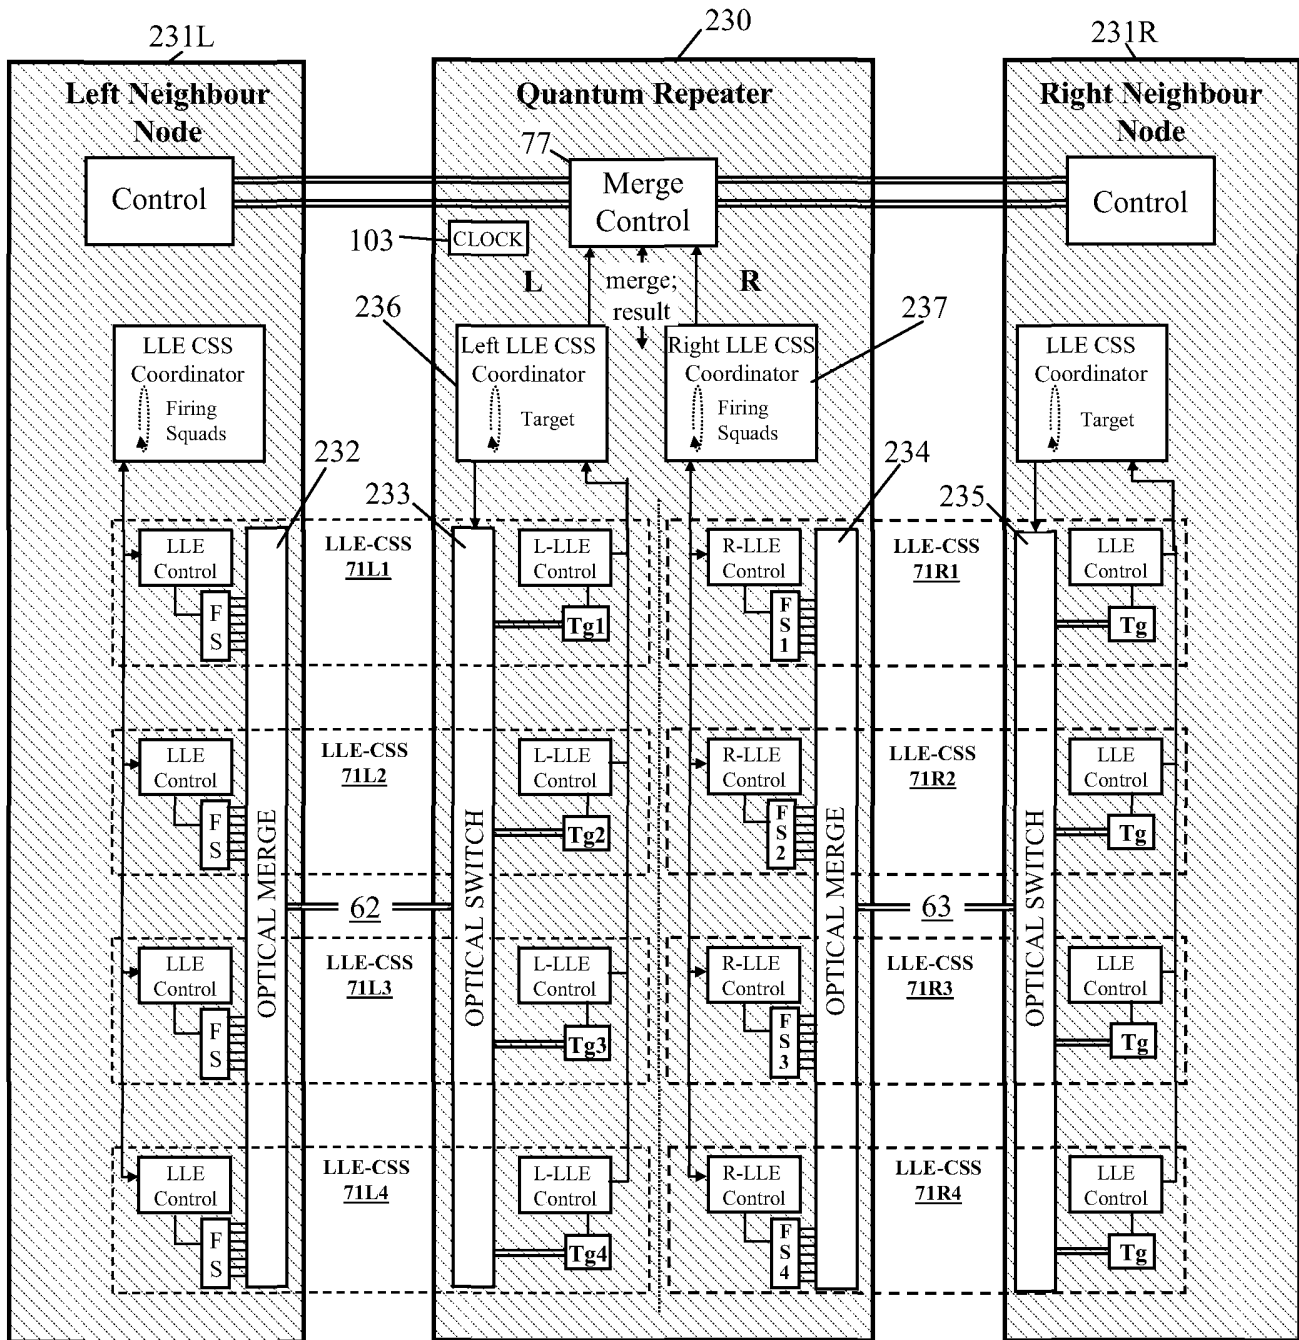 231L
230
231R
Left Neighbour
Node
Quantum Repeater
Right Neighbour
Node
77
Control
Merge
Control
Control
103
CLOCK
L
merge;
result
R
236
237
LLE CSS
Coordinator
Firing
Squads
Left LLE CSS
Coordinator
Target
Right LLE CSS
Coordinator
Firing
Squads
LLE CSS
Coordinator
Target
232
233
234
235
LLE
Control
F
S
LLE-CSS
71L1
L-LLE
Control
Tg1
R-LLE
Control
F
S
1
LLE-CSS
71R1
LLE
Control
Tg
LLE
Control
F
S
LLE-CSS
71L2
L-LLE
Control
Tg2
R-LLE
Control
F
S
2
LLE-CSS
71R2
LLE
Control
Tg
OPTICAL MERGE
62
OPTICAL SWITCH
OPTICAL MERGE
63
OPTICAL SWITCH
LLE
Control
F
S
LLE-CSS
71L3
L-LLE
Control
Tg3
R-LLE
Control
F
S
3
LLE-CSS
71R3
LLE
Control
Tg
LLE
Control
F
S
LLE-CSS
71L4
L-LLE
Control
Tg4
R-LLE
Control
F
S
4
LLE-CSS
71R4
LLE
Control
Tg